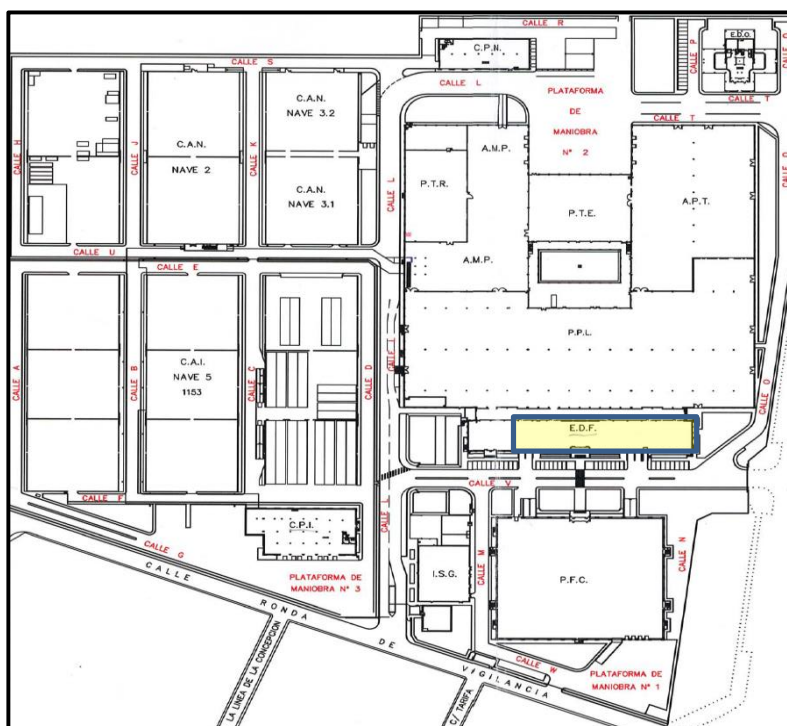 CALLE R
C.P.N.
CALLE P
E.D.O.
CALLE S
CALLE L
PLATAFORMA
DE
MANIOBRA
Nº 2
CALLE T
CALLE T
CALLE H
CALLE J
C.A.N.
NAVE 2
CALLE K
C.A.N.
NAVE 3.2
C.A.N.
NAVE 3.1
CALLE L
A.M.P.
P.T.R.
P.T.E.
A.P.T.
A.M.P.
CALLE U
CALLE E
P.P.L.
CALLE A
CALLE B
C.A.I.
NAVE 5
1153
CALLE C
CALLE D
CALLE O
E.D.F.
CALLE V
CALLE F
CALLE G
C.P.I.
CALLE L
PLATAFORMA DE
MANIOBRA Nº 3
I.S.G.
CALLE M
P.F.C.
CALLE N
CALLE W
PLATAFORMA DE
MANIOBRA Nº 1
CALLE RONDA DE VIGILANCIA
LA LINEA DE LA CONCEPCION
C/ TARIFA